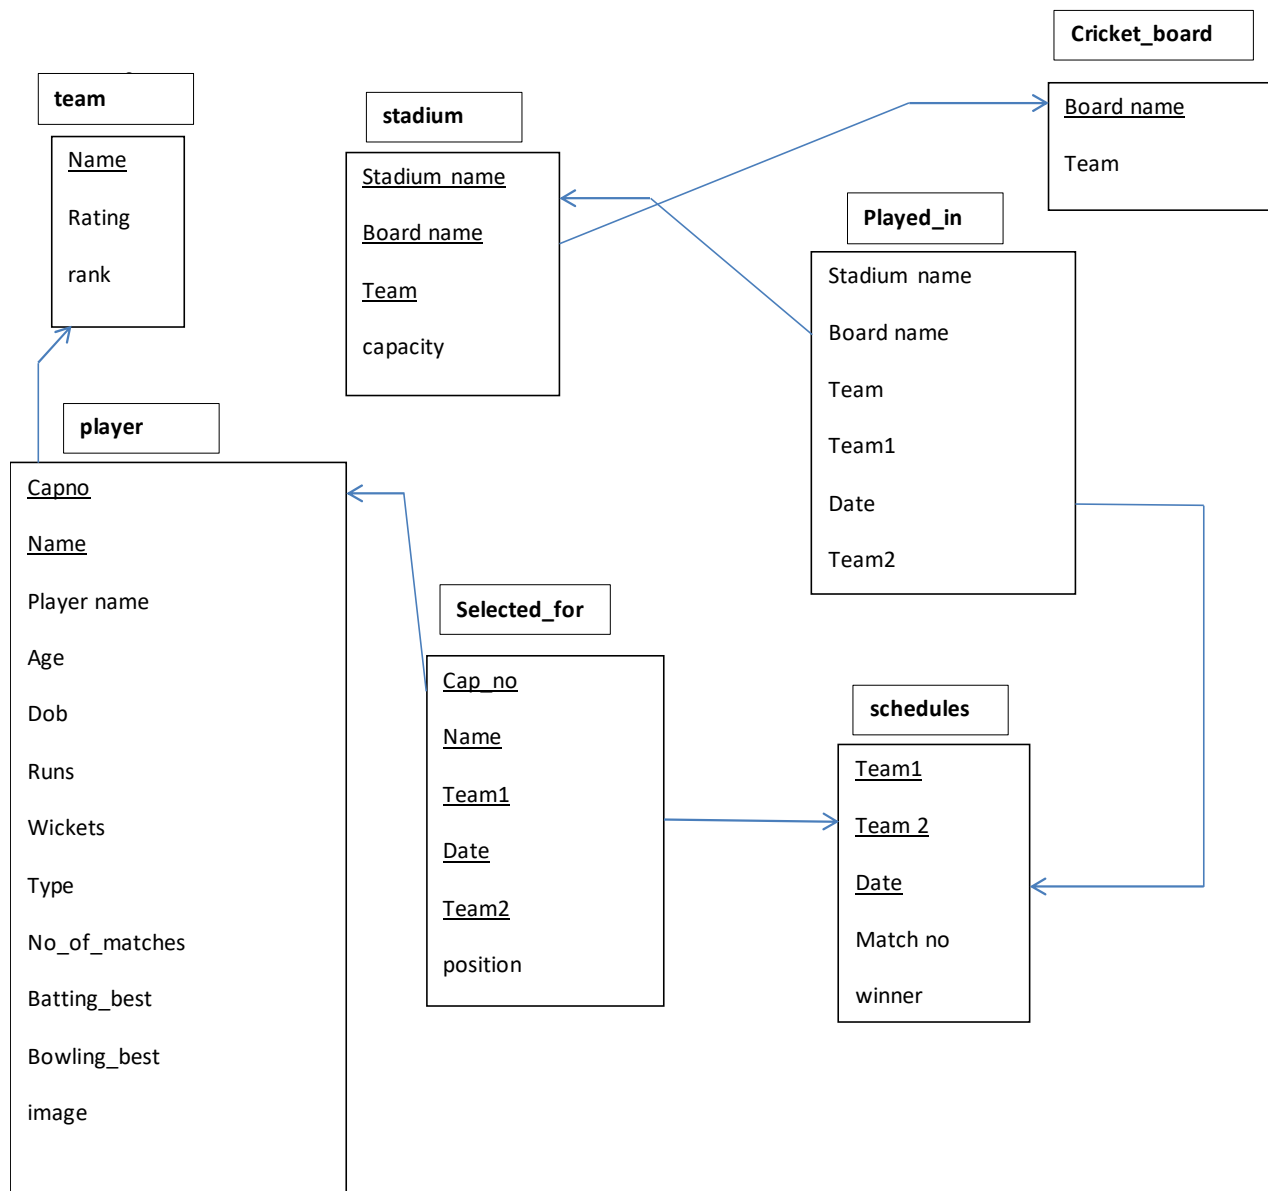 Cricket_board
Board name
Team
team
Name
Rating
rank
stadium
Stadium name
Board name
Team
capacity
Played_in
Stadium name
Board name
Team
Team1
Date
Team2
player
Capno
Name
Player name
Age
Dob
Runs
Wickets
Type
No_of_matches
Batting_best
Bowling_best
image
Selected_for
Cap_no
Name
Team1
Date
Team2
position
schedules
Team1
Team 2
Date
Match no
winner